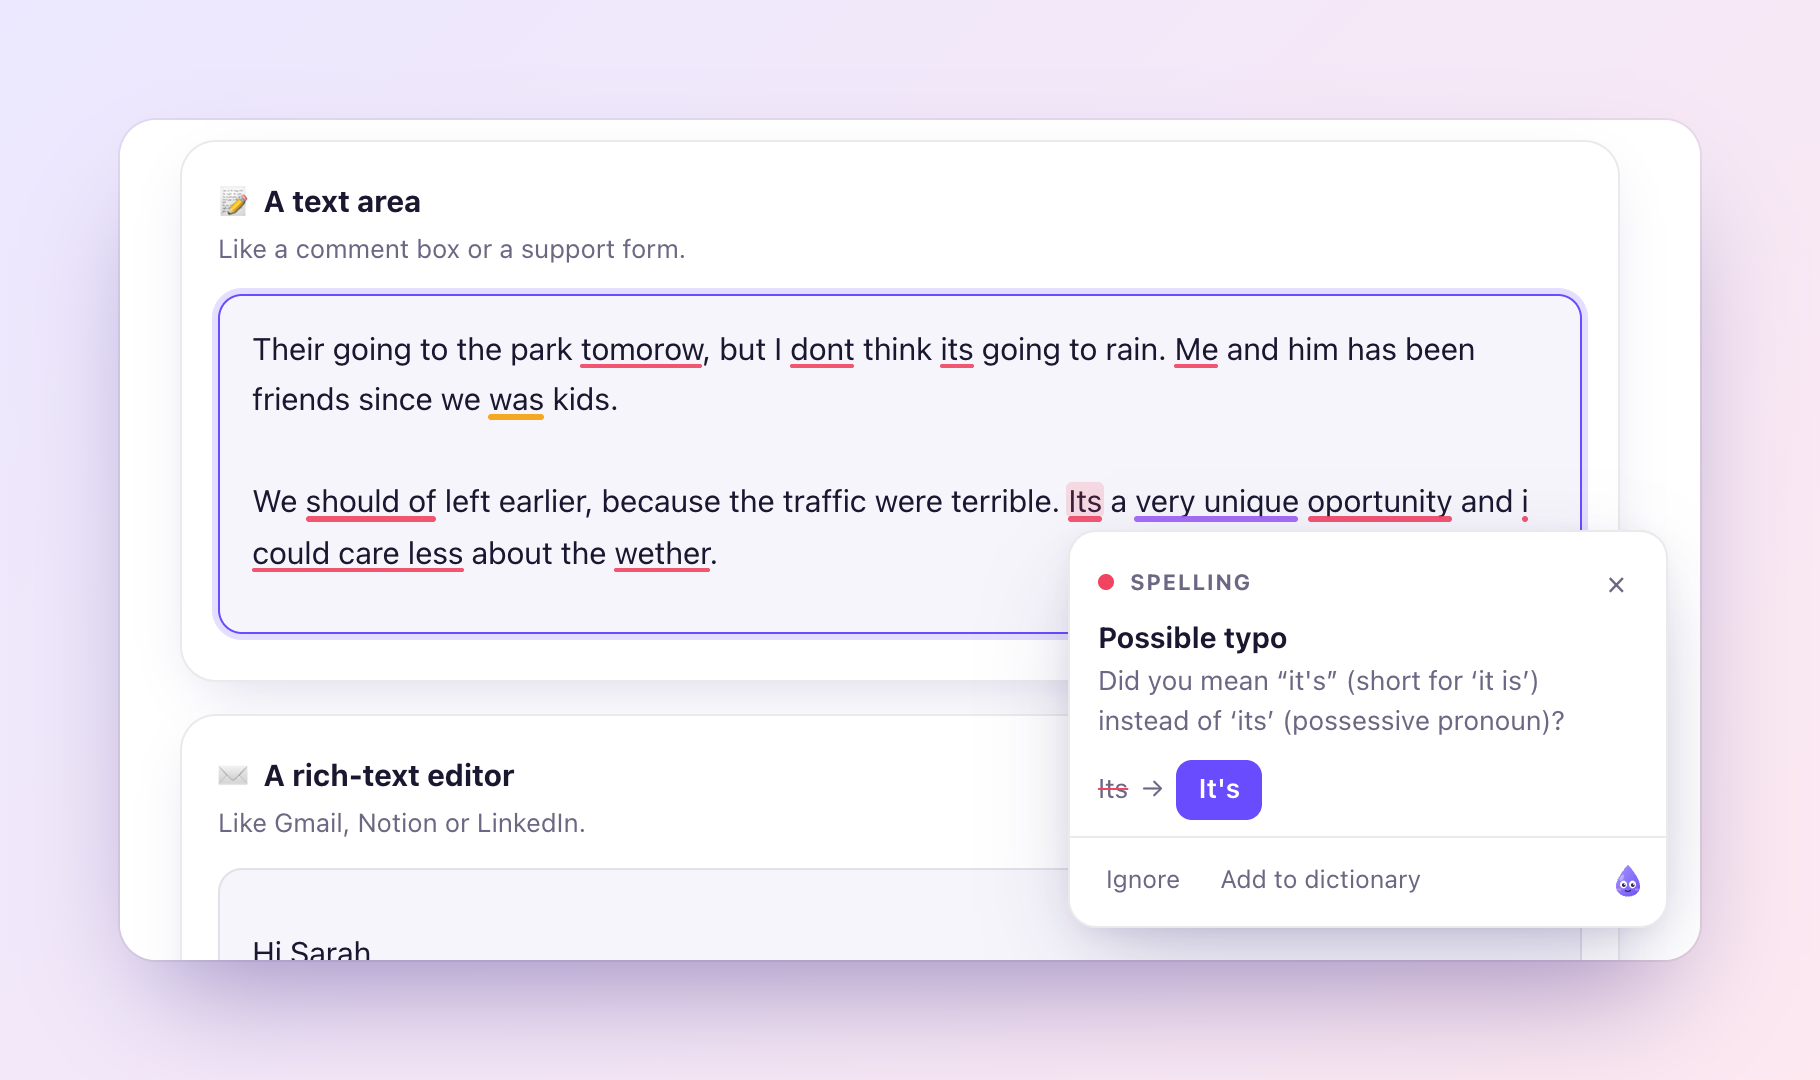 A text area
Like a comment box or a support form.
Their going to the park tomorow, but I dont think its going to rain. Me and him has been
friends since we was kids.
We should of left earlier, because the traffic were terrible. Its a very unique oportunity and i
could care less about the wether.
SPELLING
Possible typo
Did you mean “it's” (short for ‘it is’)
instead of ‘its’ (possessive pronoun)?
Its → It's
Ignore Add to dictionary
A rich-text editor
Like Gmail, Notion or LinkedIn.
Hi Sarah